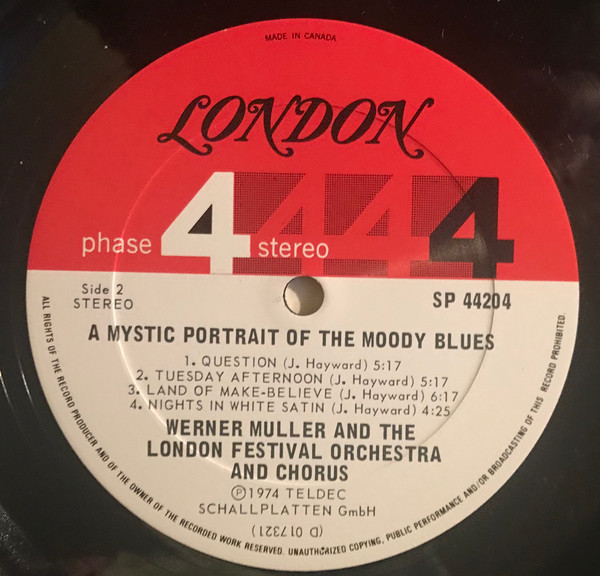 MADE IN CANADA
LONDON
phase 4 stereo 4 4 4
Side 2
STEREO
SP 44204
A MYSTIC PORTRAIT OF THE MOODY BLUES
1. QUESTION (J. Hayward) 5:17
2. TUESDAY AFTERNOON (J. Hayward) 5:17
3. LAND OF MAKE-BELIEVE (J. Hayward) 6:17
4. NIGHTS IN WHITE SATIN (J. Hayward) 4:25
WERNER MULLER AND THE
LONDON FESTIVAL ORCHESTRA
AND CHORUS
Ⓟ1974 TELDEC
SCHALLPLATTEN GmbH
(D 017321)
ALL RIGHTS OF THE RECORD PRODUCER AND OF THE OWNER OF THE RECORDED WORK RESERVED. UNAUTHORIZED COPYING, PUBLIC PERFORMANCE AND/OR BROADCASTING OF THIS RECORD PROHIBITED.